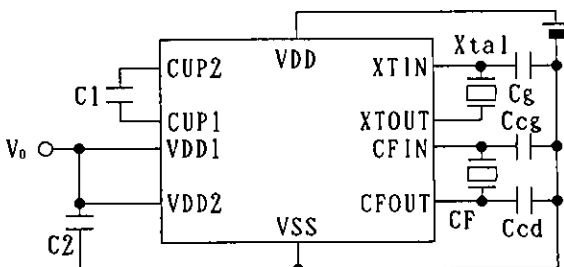 VDD
Xtal
CUP2
XTIN
C1
Cg
CUP1
XTOUT
Ccg
V₀
VDD1
CFIN
VDD2
CFOUT
C2
VSS
CF
Ccd